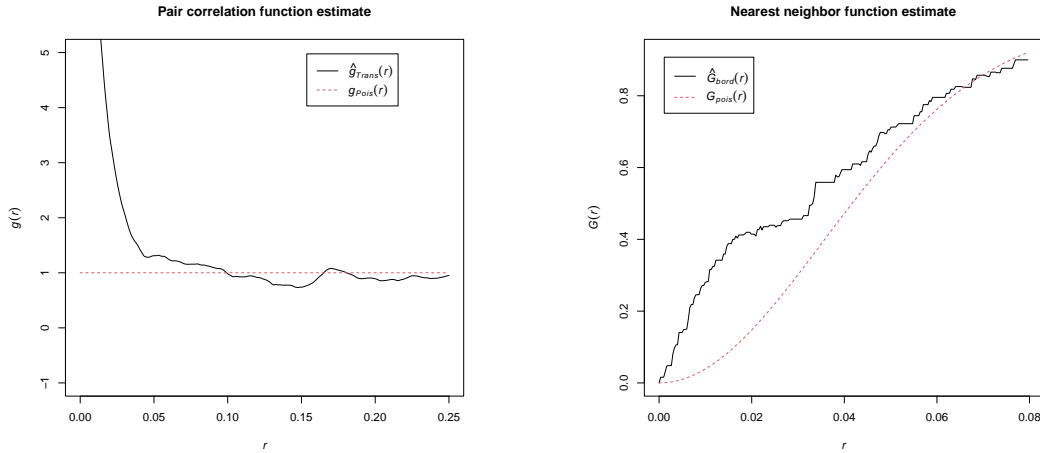 Pair correlation function estimate
ĝTrans(r)
gPois(r)
g(r)
5
4
3
2
1
0
−1
0.00 0.05 0.10 0.15 0.20 0.25
r
Nearest neighbor function estimate
Ĝbord(r)
Gpois(r)
G(r)
0.8
0.6
0.4
0.2
0.0
0.00 0.02 0.04 0.06 0.08
r